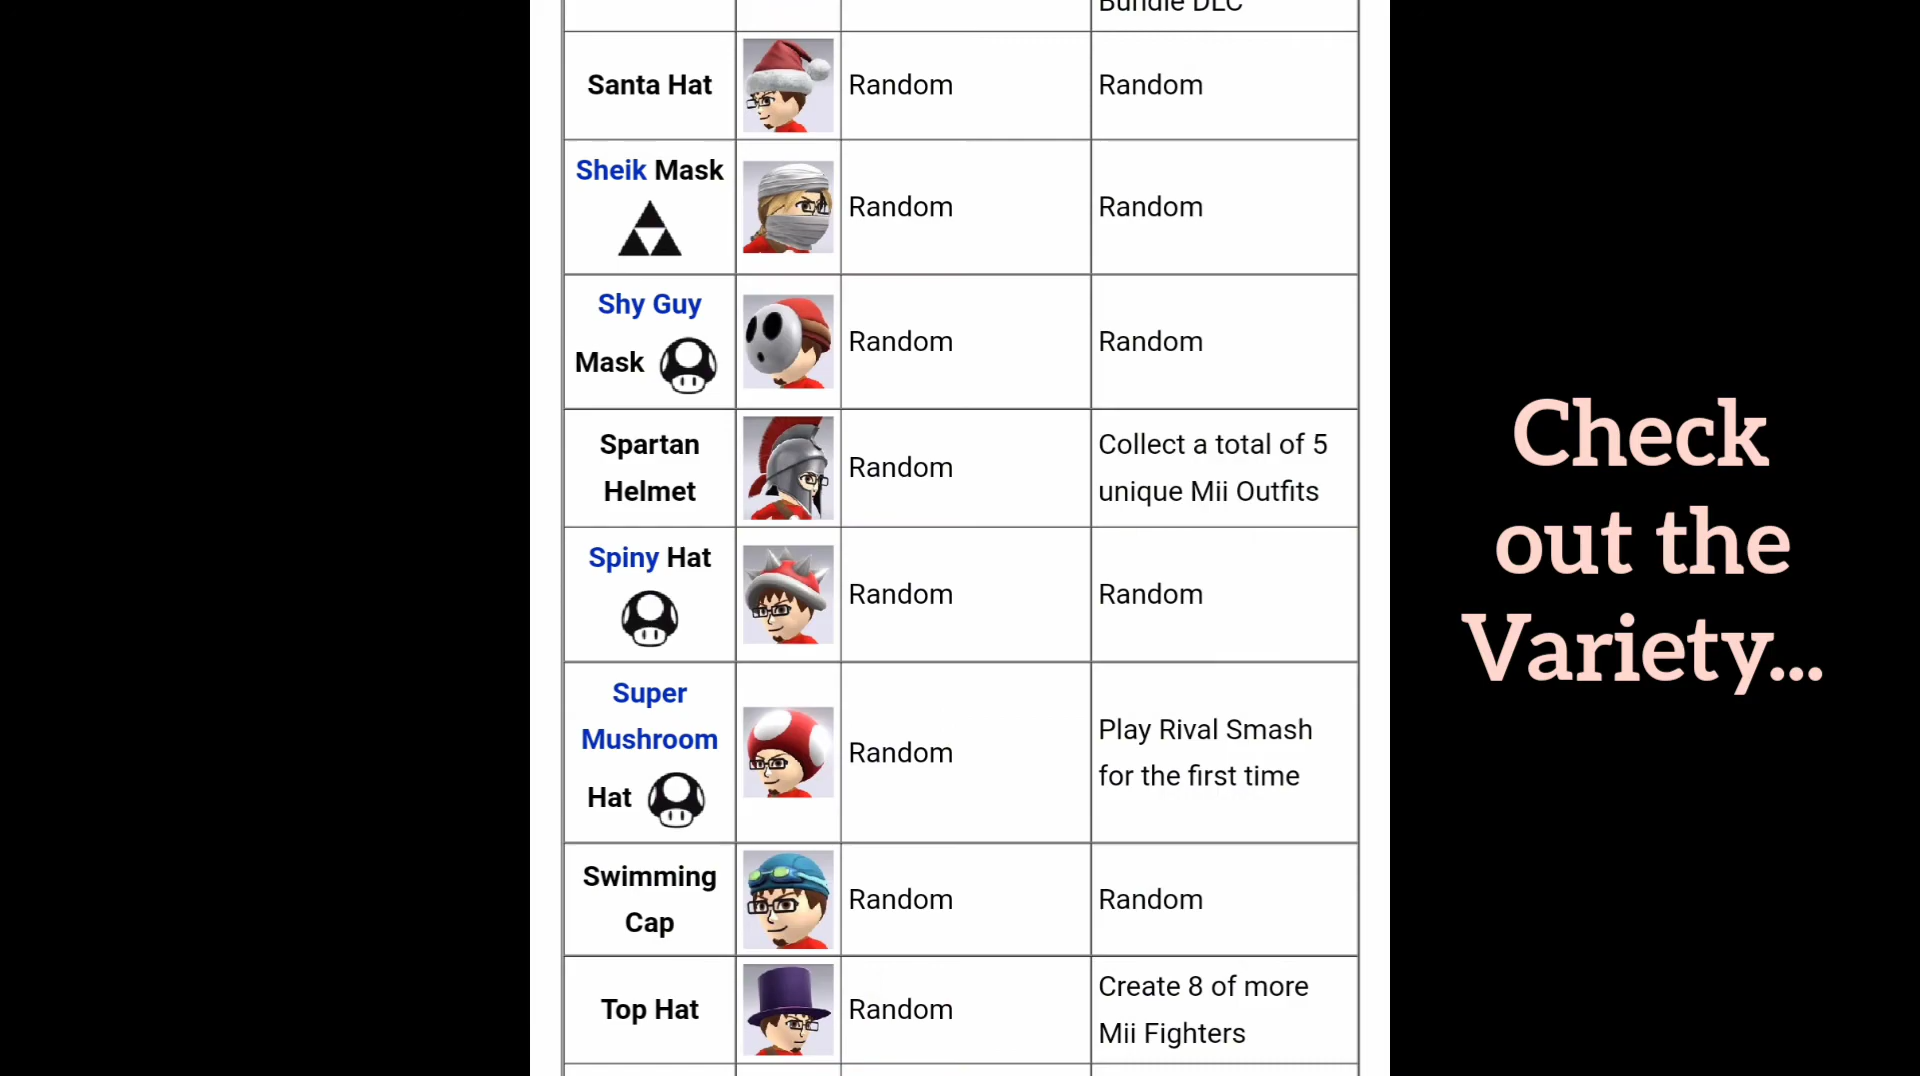 Bundle DLC
Santa Hat
Random
Random
Sheik Mask
Random
Random
Shy Guy
Mask
Random
Random
Spartan
Helmet
Random
Collect a total of 5
unique Mii Outfits
Spiny Hat
Random
Random
Super
Mushroom
Hat
Random
Play Rival Smash
for the first time
Swimming
Cap
Random
Random
Top Hat
Random
Create 8 of more
Mii Fighters
Check
out the
Variety...